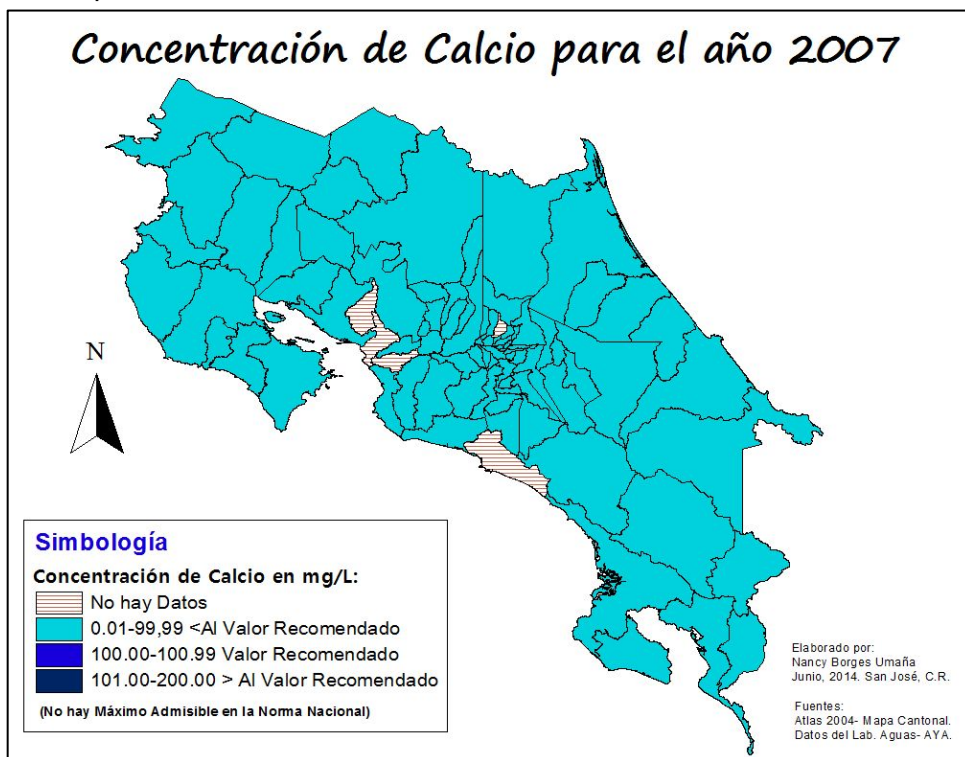 Concentración de Calcio para el año 2007
N
Simbología
Concentración de Calcio en mg/L:
No hay Datos
0.01-99,99 <Al Valor Recomendado
100.00-100.99 Valor Recomendado
101.00-200.00 > Al Valor Recomendado
(No hay Máximo Admisible en la Norma Nacional)
Elaborado por:
Nancy Borges Umaña
Junio, 2014. San José, C.R.
Fuentes:
Atlas 2004- Mapa Cantonal.
Datos del Lab. Aguas- AYA.